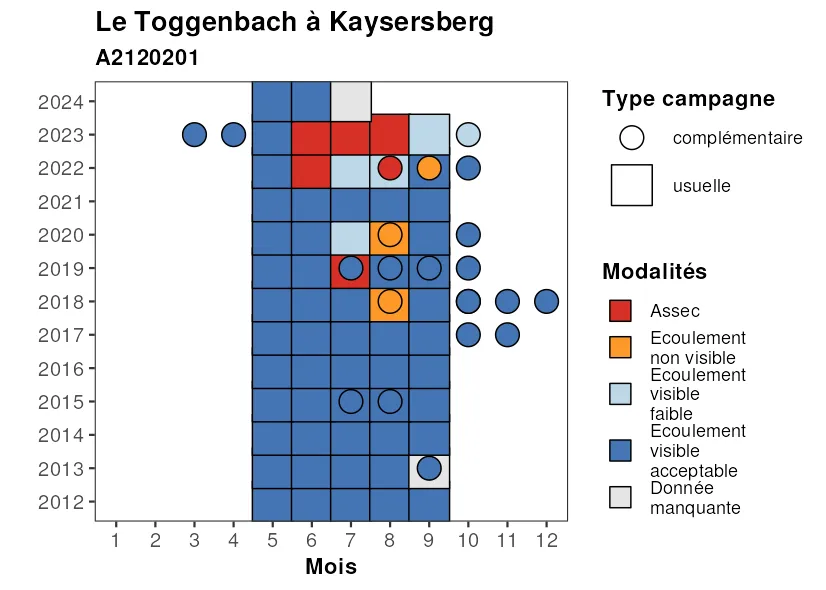 Le Toggenbach à Kaysersberg
A2120201
2024
2023
2022
2021
2020
2019
2018
2017
2016
2015
2014
2013
2012
1 2 3 4 5 6 7 8 9 10 11 12
Mois
Type campagne
complémentaire
usuelle
Modalités
Assec
Ecoulement
non visible
Ecoulement
visible
faible
Ecoulement
visible
acceptable
Donnée
manquante